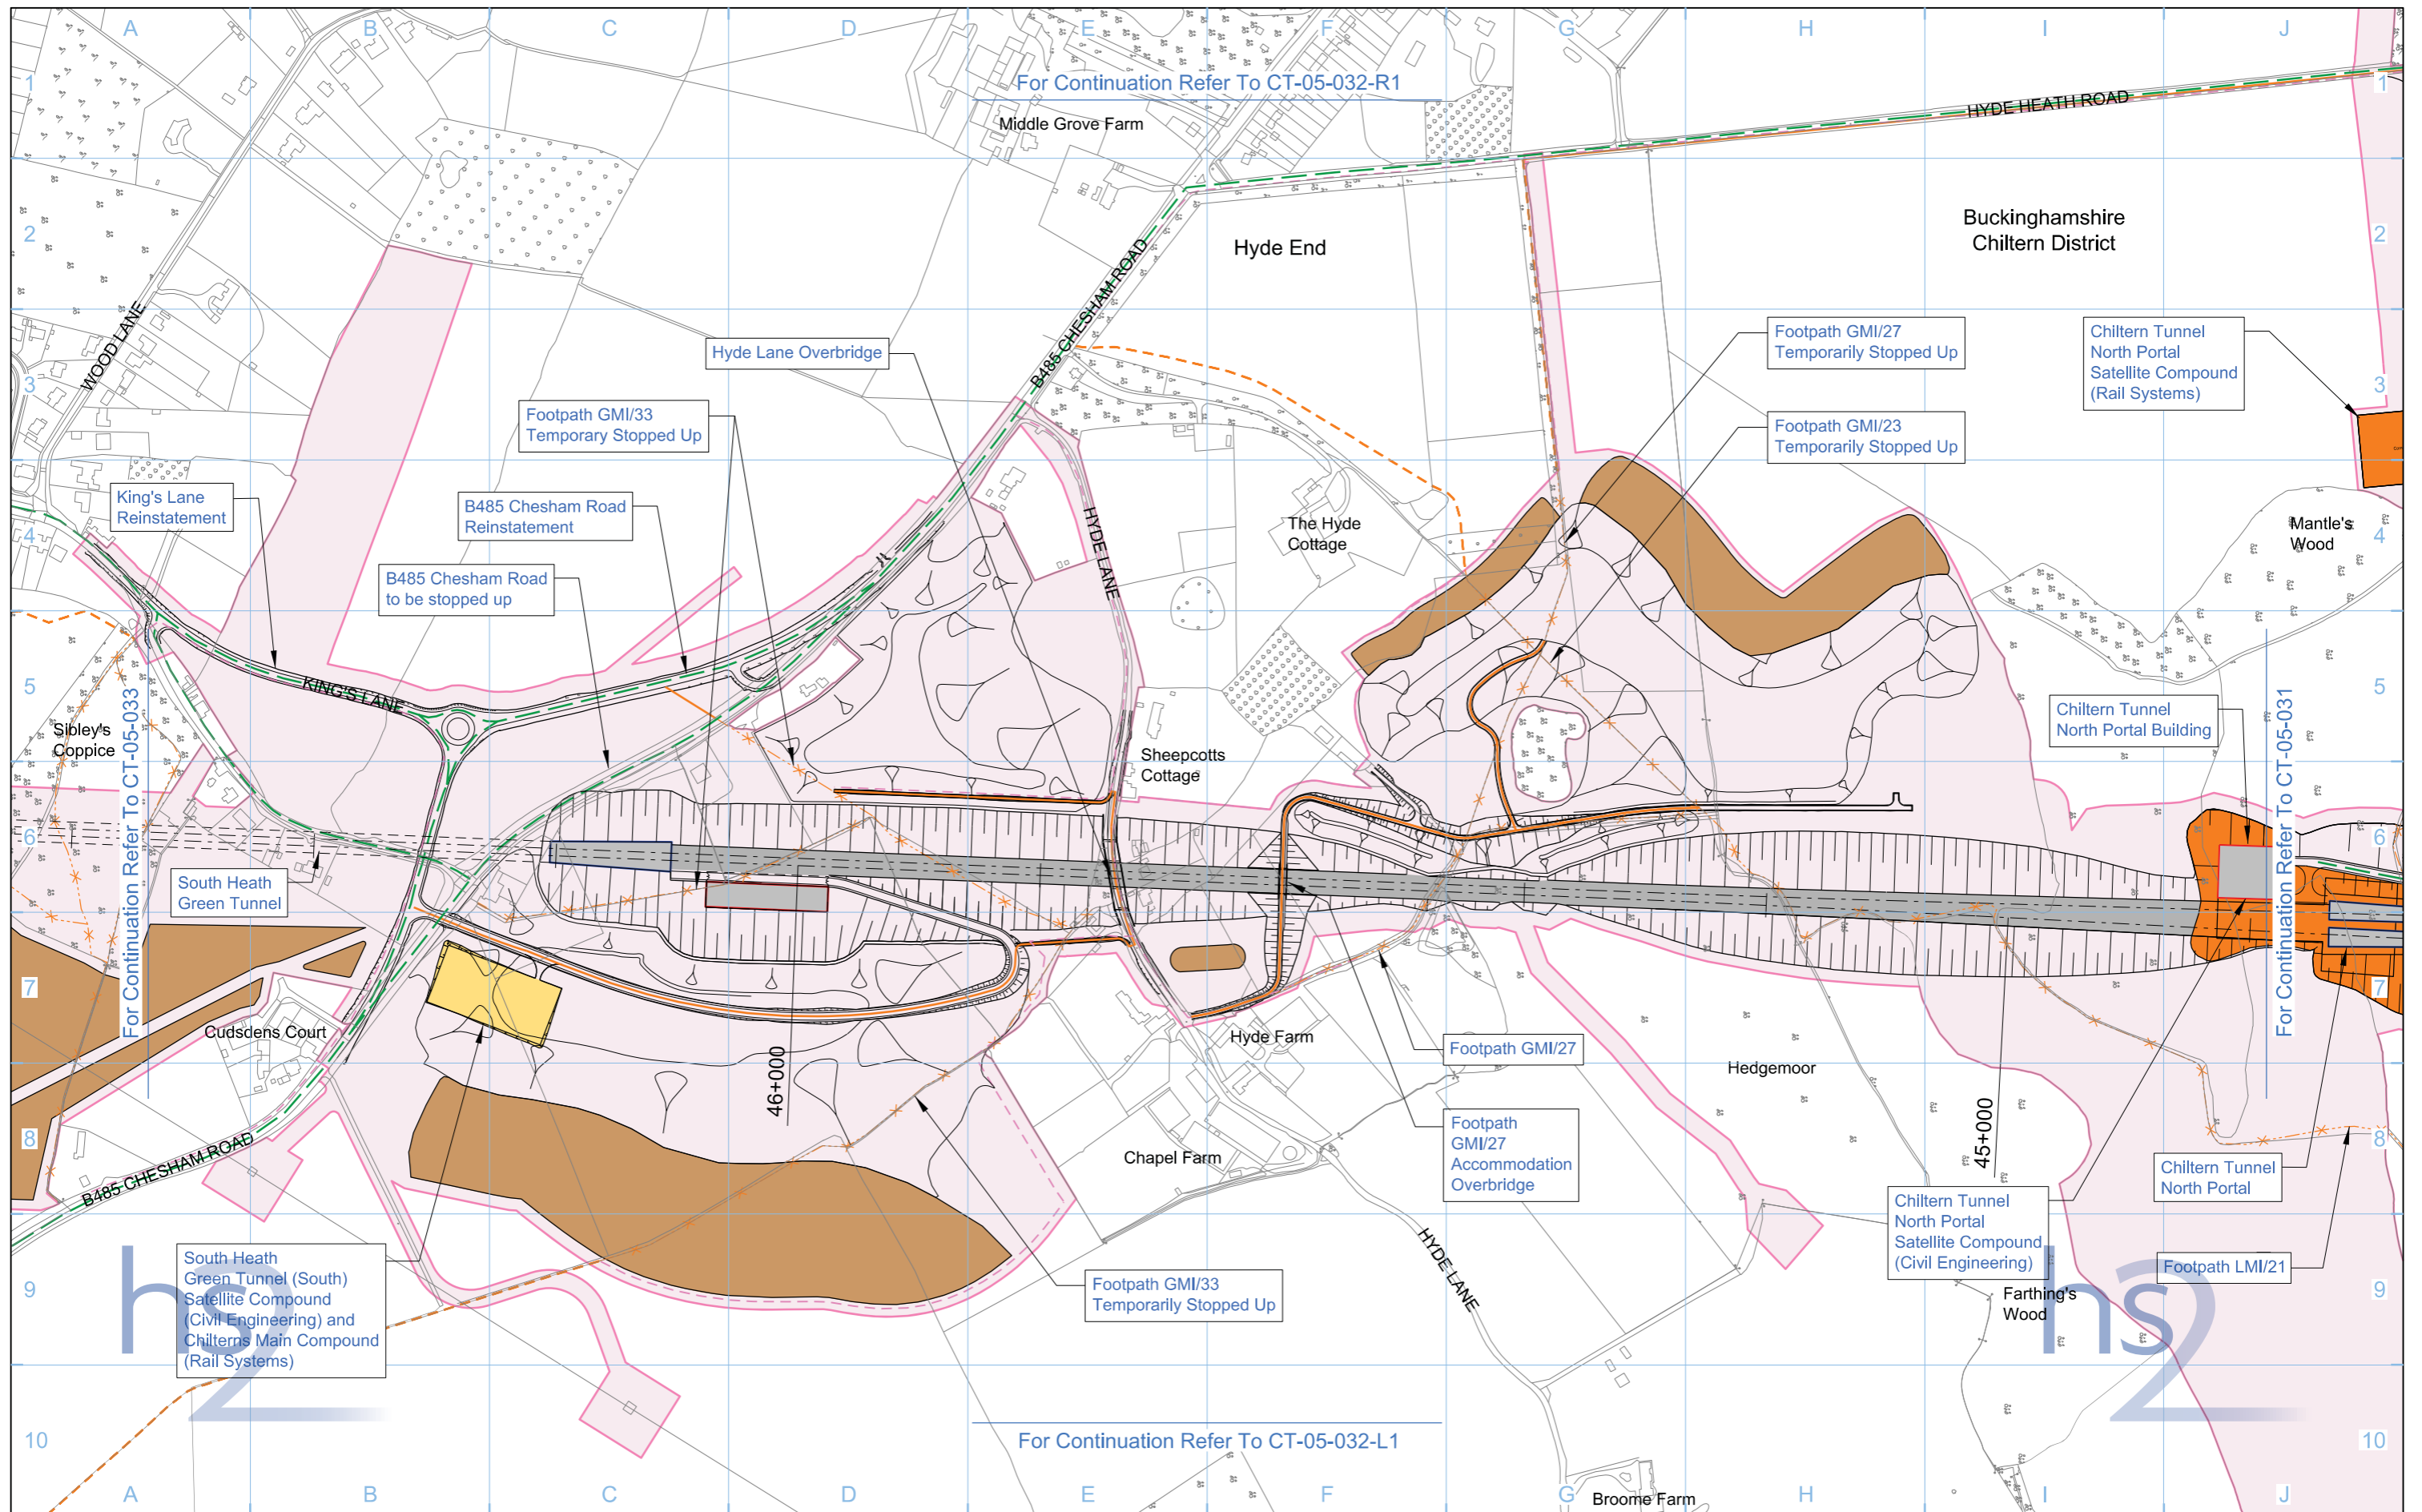 A B C D E F G H I J
1
For Continuation Refer To CT-05-032-R1
1
HYDE HEATH ROAD
Middle Grove Farm
2
Hyde End
Buckinghamshire
Chiltern District
2
WOOD LANE
B485 CHESHAM ROAD
3
Hyde Lane Overbridge
Footpath GMI/27
Temporarily Stopped Up
Chiltern Tunnel
North Portal
Satellite Compound
(Rail Systems)
3
Footpath GMI/33
Temporary Stopped Up
Footpath GMI/23
Temporarily Stopped Up
King's Lane
Reinstatement
B485 Chesham Road
Reinstatement
4
HYDE LANE
The Hyde
Cottage
Mantle's
Wood
4
B485 Chesham Road
to be stopped up
5
KING'S LANE
Sibley's
Coppice
For Continuation Refer To CT-05-033
Sheepcotts
Cottage
Chiltern Tunnel
North Portal Building
For Continuation Refer To CT-05-031
5
6
South Heath
Green Tunnel
6
7
Cudsdens Court
46+000
Hyde Farm
Footpath GMI/27
Hedgemoor
7
8
B485 CHESHAM ROAD
Chapel Farm
Footpath
GMI/27
Accommodation
Overbridge
45+000
Chiltern Tunnel
North Portal
8
Chiltern Tunnel
North Portal
Satellite Compound
(Civil Engineering)
9
South Heath
Green Tunnel (South)
Satellite Compound
(Civil Engineering) and
Chilterns Main Compound
(Rail Systems)
hs2
Footpath GMI/33
Temporarily Stopped Up
HYDE LANE
Footpath LMI/21
Farthing's
Wood
hs2
9
10
For Continuation Refer To CT-05-032-L1
10
Broome Farm
A B C D E F G H I J